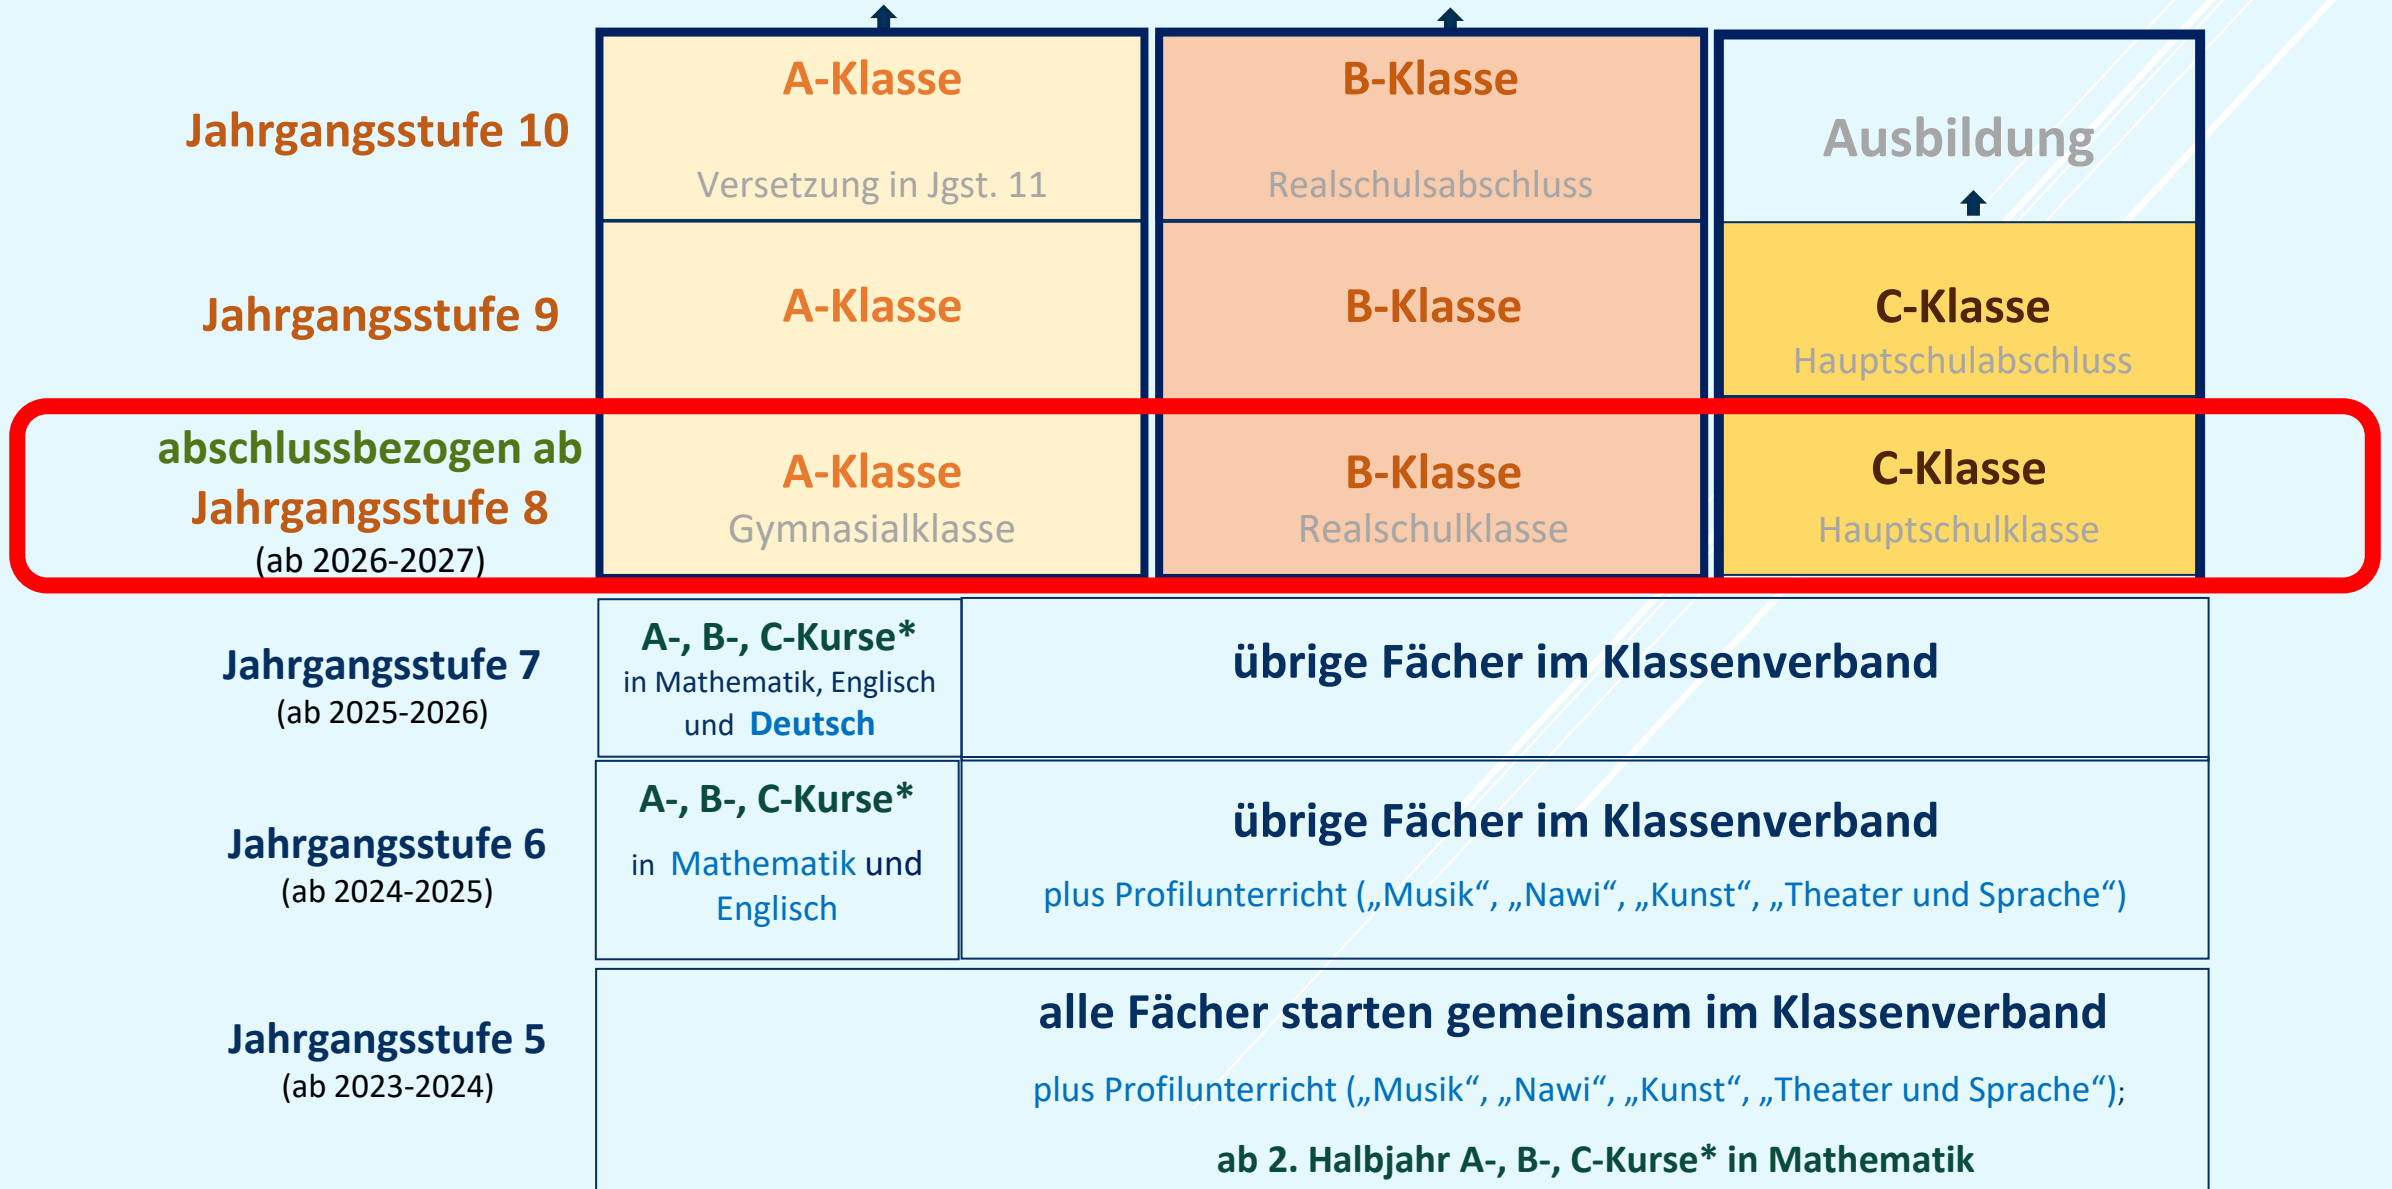 Jahrgangsstufe 10
A-Klasse
Versetzung in Jgst. 11
B-Klasse
Realschulsabschluss
Ausbildung
Jahrgangsstufe 9
A-Klasse
B-Klasse
C-Klasse
Hauptschulabschluss
abschlussbezogen ab
Jahrgangsstufe 8
(ab 2026-2027)
A-Klasse
Gymnasialklasse
B-Klasse
Realschulklasse
C-Klasse
Hauptschulklasse
Jahrgangsstufe 7
(ab 2025-2026)
A-, B-, C-Kurse*
in Mathematik, Englisch
und Deutsch
übrige Fächer im Klassenverband
Jahrgangsstufe 6
(ab 2024-2025)
A-, B-, C-Kurse*
in Mathematik und
Englisch
übrige Fächer im Klassenverband
plus Profilunterricht („Musik“, „Nawi“, „Kunst“, „Theater und Sprache“)
Jahrgangsstufe 5
(ab 2023-2024)
alle Fächer starten gemeinsam im Klassenverband
plus Profilunterricht („Musik“, „Nawi“, „Kunst“, „Theater und Sprache“);
ab 2. Halbjahr A-, B-, C-Kurse* in Mathematik